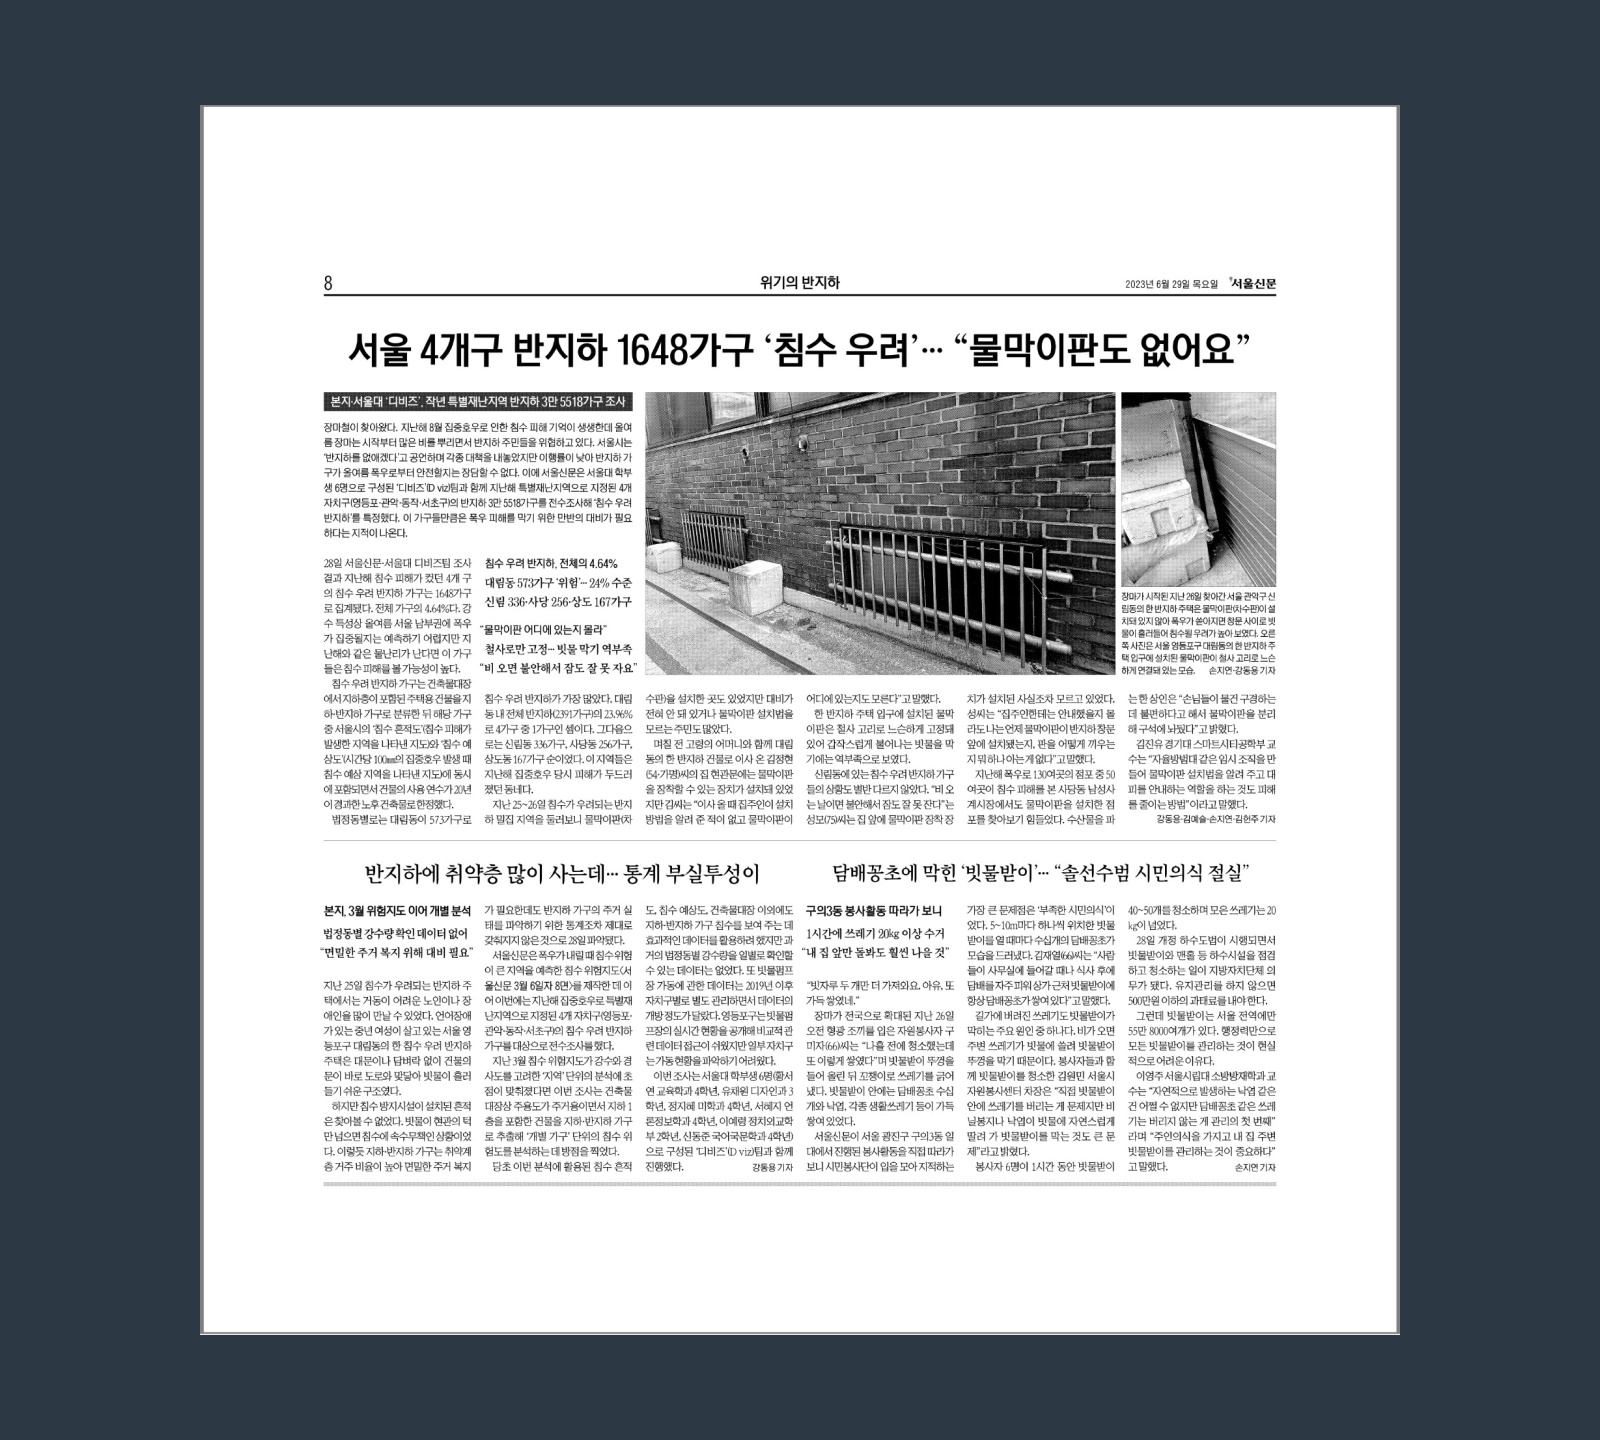 8
위기의 반지하
2023년 6월 29일 목요일 서울신문
서울 4개구 반지하 1648가구 ‘침수 우려’… “물막이판도 없어요”
본지·서울대 ‘디비즈’, 작년 특별재난지역 반지하 3만 5518가구 조사
장마철이 찾아왔다. 지난해 8월 집중호우로 인한 침수 피해 기억이 생생한데 올여
름 장마는 시작부터 많은 비를 뿌리면서 반지하 주민들을 위협하고 있다. 서울시는
‘반지하를 없애겠다’고 공언하며 각종 대책을 내놓았지만 이행률이 낮아 반지하 가
구가 올여름 폭우로부터 안전할지는 장담할 수 없다. 이에 서울신문은 서울대 학부
생 6명으로 구성된 ‘디비즈’(D viz)팀과 함께 지난해 특별재난지역으로 지정된 4개
자치구(영등포·관악·동작·서초구)의 반지하 3만 5518가구를 전수조사해 ‘침수 우려
반지하’를 특정했다. 이 가구들만큼은 폭우 피해를 막기 위한 만반의 대비가 필요
하다는 지적이 나온다.
28일 서울신문·서울대 디비즈팀 조사
결과 지난해 침수 피해가 컸던 4개 구
의 침수 우려 반지하 가구는 1648가구
로 집계됐다. 전체 가구의 4.64%다. 강
수 특성상 올여름 서울 남부권에 폭우
가 집중될지는 예측하기 어렵지만 지
난해와 같은 물난리가 난다면 이 가구
들은 침수 피해를 볼 가능성이 높다.
침수 우려 반지하 가구는 건축물대장
에서 지하층이 포함된 주택용 건물을 지
하·반지하 가구로 분류한 뒤 해당 가구
중 서울시의 ‘침수 흔적도’(침수 피해가
발생한 지역을 나타낸 지도)와 ‘침수 예
상도’(시간당 100㎜의 집중호우 발생 때
침수 예상 지역을 나타낸 지도)에 동시
에 포함되면서 건물의 사용 연수가 20년
이 경과한 노후 건축물로 한정했다.
법정동별로는 대림동이 573가구로
침수 우려 반지하, 전체의 4.64%
대림동 573가구 ‘위험’… 24% 수준
신림 336·사당 256·상도 167가구
“물막이판 어디에 있는지 몰라”
철사로만 고정… 빗물 막기 역부족
“비 오면 불안해서 잠도 잘 못 자요”
침수 우려 반지하가 가장 많았다. 대림
동 내 전체 반지하(2391가구)의 23.96%
로 4가구 중 1가구인 셈이다. 그다음으
로는 신림동 336가구, 사당동 256가구,
상도동 167가구 순이었다. 이 지역들은
지난해 집중호우 당시 피해가 두드러
졌던 동네다.
지난 25~26일 침수가 우려되는 반지
하 밀집 지역을 둘러보니 물막이판(차
수판)을 설치한 곳도 있었지만 대비가
전혀 안 돼 있거나 물막이판 설치법을
모르는 주민도 많았다.
며칠 전 고령의 어머니와 함께 대림
동의 한 반지하 건물로 이사 온 김정현
(54·가명)씨의 집 현관문에는 물막이판
을 장착할 수 있는 장치가 설치돼 있었
지만 김씨는 “이사 올 때 집주인이 설치
방법을 알려 준 적이 없고 물막이판이
어디에 있는지도 모른다”고 말했다.
한 반지하 주택 입구에 설치된 물막
이판은 철사 고리로 느슨하게 고정돼
있어 갑작스럽게 불어나는 빗물을 막
기에는 역부족으로 보였다.
신림동에 있는 침수 우려 반지하 가구
들의 상황도 별반 다르지 않았다. “비 오
는 날이면 불안해서 잠도 잘 못 잔다”는
성모(75)씨는 집 앞에 물막이판 장착 장
치가 설치된 사실조차 모르고 있었다.
성씨는 “집주인한테는 안내했을지 몰
라도 나는 언제 물막이판이 반지하 창문
앞에 설치됐는지, 판을 어떻게 끼우는
지 뭐 하나 아는 게 없다”고 말했다.
지난해 폭우로 130여곳의 점포 중 50
여곳이 침수 피해를 본 사당동 남성사
계시장에서도 물막이판을 설치한 점
포를 찾아보기 힘들었다. 수산물을 파
는 한 상인은 “손님들이 물건 구경하는
데 불편하다고 해서 물막이판을 분리
해 구석에 놔뒀다”고 밝혔다.
김진유 경기대 스마트시티공학부 교
수는 “자율방범대 같은 임시 조직을 만
들어 물막이판 설치법을 알려 주고 대
피를 안내하는 역할을 하는 것도 피해
를 줄이는 방법”이라고 말했다.
강동용·김예슬·손지연·김헌주 기자
장마가 시작된 지난 26일 찾아간 서울 관악구 신
림동의 한 반지하 주택은 물막이판(차수판)이 설
치돼 있지 않아 폭우가 쏟아지면 창문 사이로 빗
물이 흘러들어 침수될 우려가 높아 보였다. 오른
쪽 사진은 서울 영등포구 대림동의 한 반지하 주
택 입구에 설치된 물막이판이 철사 고리로 느슨
하게 연결돼 있는 모습. 손지연·강동용 기자
반지하에 취약층 많이 사는데… 통계 부실투성이
본지, 3월 위험지도 이어 개별 분석
법정동별 강수량 확인 데이터 없어
“면밀한 주거 복지 위해 대비 필요”
지난 25일 침수가 우려되는 반지하 주
택에서는 거동이 어려운 노인이나 장
애인을 많이 만날 수 있었다. 언어장애
가 있는 중년 여성이 살고 있는 서울 영
등포구 대림동의 한 침수 우려 반지하
주택은 대문이나 담벼락 없이 건물의
문이 바로 도로와 맞닿아 빗물이 흘러
들기 쉬운 구조였다.
하지만 침수 방지시설이 설치된 흔적
은 찾아볼 수 없었다. 빗물이 현관의 턱
만 넘으면 침수에 속수무책인 상황이었
다. 이렇듯 지하·반지하 가구는 취약계
층 거주 비율이 높아 면밀한 주거 복지
가 필요한데도 반지하 가구의 주거 실
태를 파악하기 위한 통계조차 제대로
갖춰지지 않은 것으로 28일 파악됐다.
서울신문은 폭우가 내릴 때 침수 위험
이 큰 지역을 예측한 침수 위험지도(서
울신문 3월 6일자 8면)를 제작한 데 이
어 이번에는 지난해 집중호우로 특별재
난지역으로 지정된 4개 자치구(영등포·
관악·동작·서초구)의 침수 우려 반지하
가구를 대상으로 전수조사를 했다.
지난 3월 침수 위험지도가 강수와 경
사도를 고려한 ‘지역’ 단위의 분석에 초
점이 맞춰졌다면 이번 조사는 건축물
대장상 주용도가 주거용이면서 지하 1
층을 포함한 건물을 지하·반지하 가구
로 추출해 ‘개별 가구’ 단위의 침수 위
험도를 분석하는 데 방점을 찍었다.
당초 이번 분석에 활용된 침수 흔적
도, 침수 예상도, 건축물대장 이외에도
지하·반지하 가구 침수를 보여 주는 데
효과적인 데이터를 활용하려 했지만 과
거의 법정동별 강수량을 일별로 확인할
수 있는 데이터는 없었다. 또 빗물펌프
장 가동에 관한 데이터는 2019년 이후
자치구별로 별도 관리하면서 데이터의
개방 정도가 달랐다. 영등포구는 빗물펌
프장의 실시간 현황을 공개해 비교적 관
련 데이터 접근이 쉬웠지만 일부 자치구
는 가동 현황을 파악하기 어려웠다.
이번 조사는 서울대 학부생 6명(황서
연 교육학과 4학년, 유채원 디자인과 3
학년, 정지혜 미학과 4학년, 서혜지 언
론정보학과 4학년, 이예령 정치외교학
부 2학년, 신동준 국어국문학과 4학년)
으로 구성된 ‘디비즈’(D viz)팀과 함께
진행했다. 강동용 기자
담배꽁초에 막힌 ‘빗물받이’… “솔선수범 시민의식 절실”
구의3동 봉사활동 따라가 보니
1시간에 쓰레기 20kg 이상 수거
“내 집 앞만 돌봐도 훨씬 나을 것”
“빗자루 두 개만 더 가져와요. 아유, 또
가득 쌓였네.”
장마가 전국으로 확대된 지난 26일
오전 형광 조끼를 입은 자원봉사자 구
미자(66)씨는 “나흘 전에 청소했는데
또 이렇게 쌓였다”며 빗물받이 뚜껑을
들어 올린 뒤 꼬챙이로 쓰레기를 긁어
냈다. 빗물받이 안에는 담배꽁초 수십
개와 낙엽, 각종 생활쓰레기 등이 가득
쌓여 있었다.
서울신문이 서울 광진구 구의3동 일
대에서 진행된 봉사활동을 직접 따라가
보니 시민봉사단이 입을 모아 지적하는
가장 큰 문제점은 ‘부족한 시민의식’이
었다. 5~10m마다 하나씩 위치한 빗물
받이를 열 때마다 수십개의 담배꽁초가
모습을 드러냈다. 김재열(66)씨는 “사람
들이 사무실에 들어갈 때나 식사 후에
담배를 자주 피워 상가 근처 빗물받이에
항상 담배꽁초가 쌓여 있다”고 말했다.
길가에 버려진 쓰레기도 빗물받이가
막히는 주요 원인 중 하나다. 비가 오면
주변 쓰레기가 빗물에 쓸려 빗물받이
뚜껑을 막기 때문이다. 봉사자들과 함
께 빗물받이를 청소한 김원민 서울시
자원봉사센터 차장은 “직접 빗물받이
안에 쓰레기를 버리는 게 문제지만 비
닐봉지나 낙엽이 빗물에 자연스럽게
딸려 가 빗물받이를 막는 것도 큰 문
제”라고 밝혔다.
봉사자 6명이 1시간 동안 빗물받이
40~50개를 청소하며 모은 쓰레기는 20
kg이 넘었다.
28일 개정 하수도법이 시행되면서
빗물받이와 맨홀 등 하수시설을 점검
하고 청소하는 일이 지방자치단체 의
무가 됐다. 유지관리를 하지 않으면
500만원 이하의 과태료를 내야 한다.
그런데 빗물받이는 서울 전역에만
55만 8000여개가 있다. 행정력만으로
모든 빗물받이를 관리하는 것이 현실
적으로 어려운 이유다.
이영주 서울시립대 소방방재학과 교
수는 “자연적으로 발생하는 낙엽 같은
건 어쩔 수 없지만 담배꽁초 같은 쓰레
기는 버리지 않는 게 관리의 첫 번째”
라며 “주인의식을 가지고 내 집 주변
빗물받이를 관리하는 것이 중요하다”
고 말했다. 손지연 기자